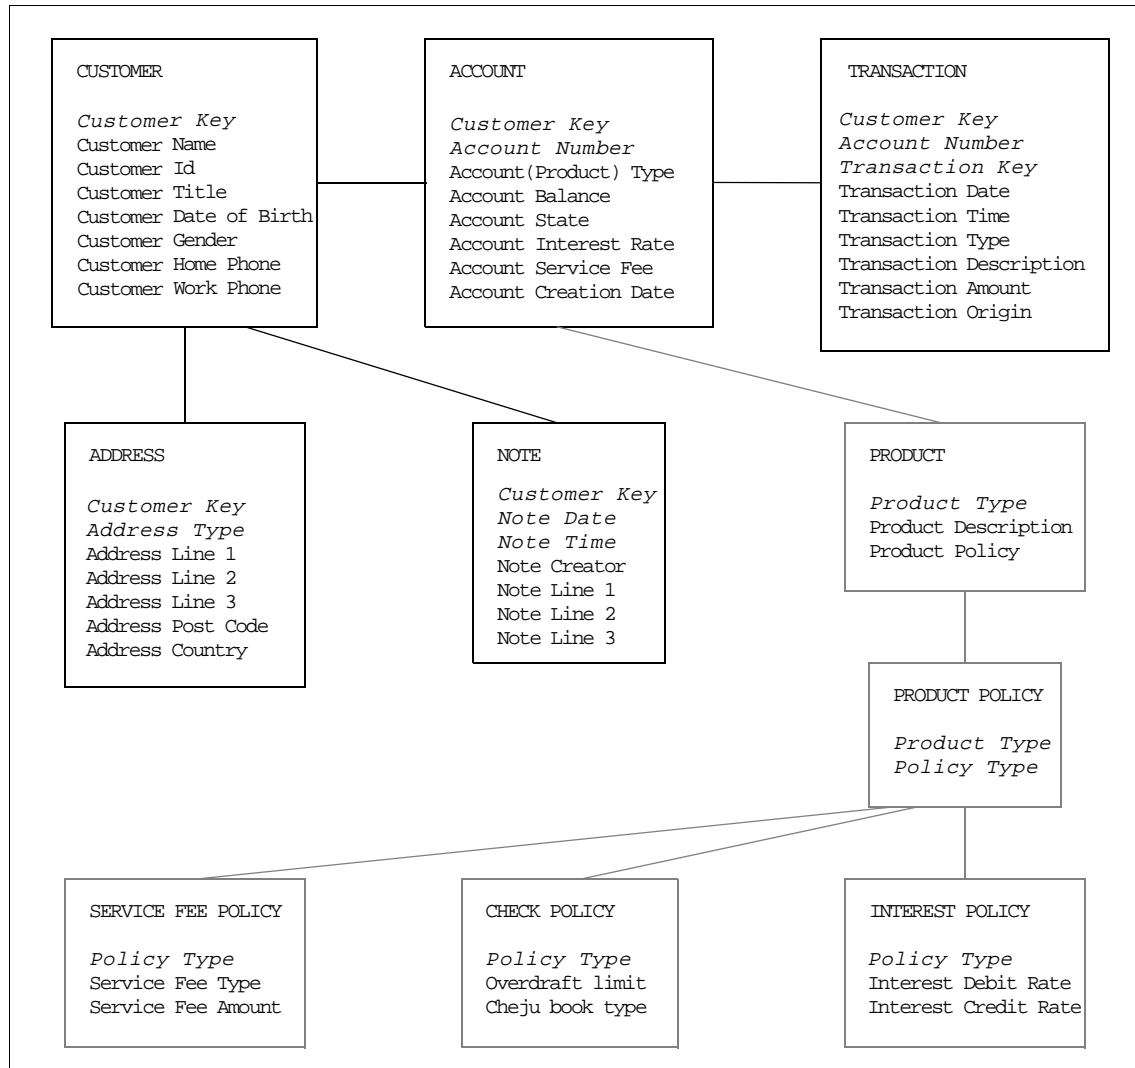 CUSTOMER
Customer Key
Customer Name
Customer Id
Customer Title
Customer Date of Birth
Customer Gender
Customer Home Phone
Customer Work Phone
ACCOUNT
Customer Key
Account Number
Account(Product) Type
Account Balance
Account State
Account Interest Rate
Account Service Fee
Account Creation Date
TRANSACTION
Customer Key
Account Number
Transaction Key
Transaction Date
Transaction Time
Transaction Type
Transaction Description
Transaction Amount
Transaction Origin
ADDRESS
Customer Key
Address Type
Address Line 1
Address Line 2
Address Line 3
Address Post Code
Address Country
NOTE
Customer Key
Note Date
Note Time
Note Creator
Note Line 1
Note Line 2
Note Line 3
PRODUCT
Product Type
Product Description
Product Policy
PRODUCT POLICY
Product Type
Policy Type
SERVICE FEE POLICY
Policy Type
Service Fee Type
Service Fee Amount
CHECK POLICY
Policy Type
Overdraft limit
Cheju book type
INTEREST POLICY
Policy Type
Interest Debit Rate
Interest Credit Rate